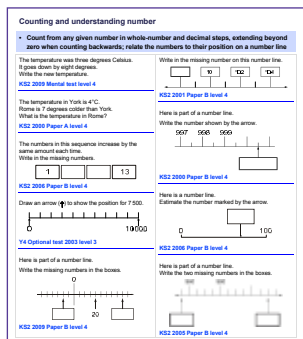 Counting and understanding number
• Count from any given number in whole-number and decimal steps, extending beyond
zero when counting backwards; relate the numbers to their position on a number line
The temperature was three degrees Celsius.
It goes down by eight degrees.
Write the new temperature.
KS2 2009 Mental test level 4
The temperature in York is 4°C.
Rome is 7 degrees colder than York.
What is the temperature in Rome?
KS2 2000 Paper A level 4
The numbers in this sequence increase by the
same amount each time.
Write in the missing numbers.
1 13
KS2 2006 Paper B level 4
Draw an arrow (↑) to show the position for 7 500.
0 10000
Y4 Optional test 2003 level 3
Here is part of a number line.
Write the missing numbers in the boxes.
0
20
KS2 2009 Paper B level 4
Write in the missing number on this number line.
10
KS2 2001 Paper B level 4
Here is part of a number line.
Write the number shown by the arrow.
997 998 999
KS2 2000 Paper B level 4
Here is a number line.
Estimate the number marked by the arrow.
0 100
KS2 2006 Paper B level 4
Here is part of a number line.
Write the two missing numbers in the boxes.
KS2 2005 Paper B level 4